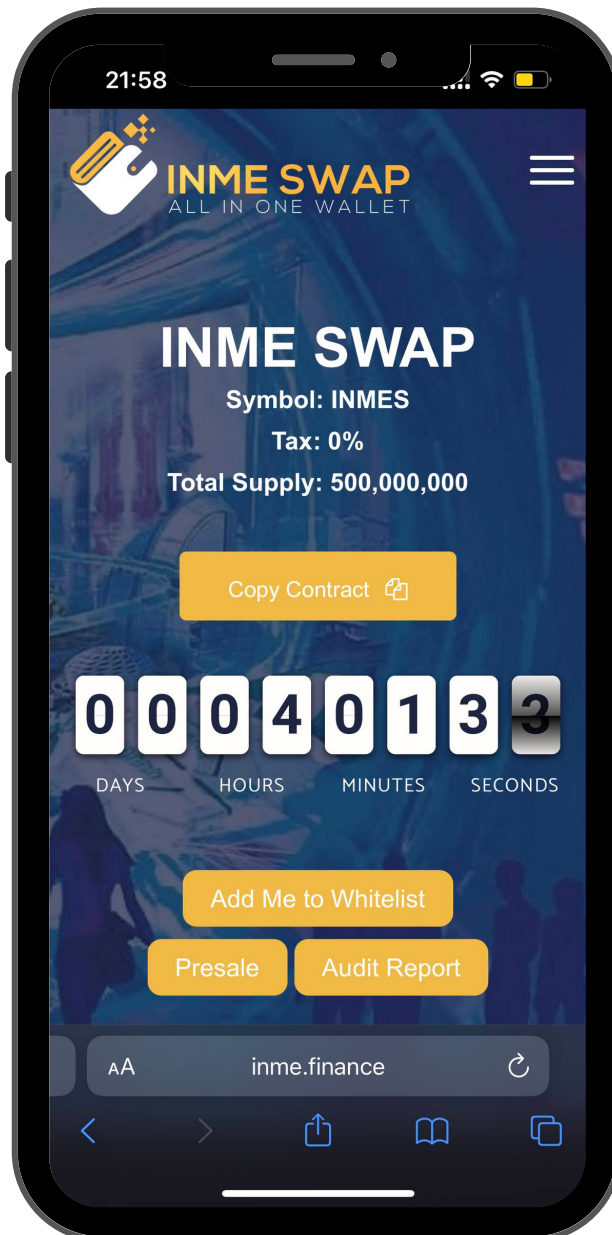 21:58
INME SWAP
ALL IN ONE WALLET
INME SWAP
Symbol: INMES
Tax: 0%
Total Supply: 500,000,000
Copy Contract
0 0 0 4 0 1 3 3
DAYS HOURS MINUTES SECONDS
Add Me to Whitelist
Presale Audit Report
AA inme.finance